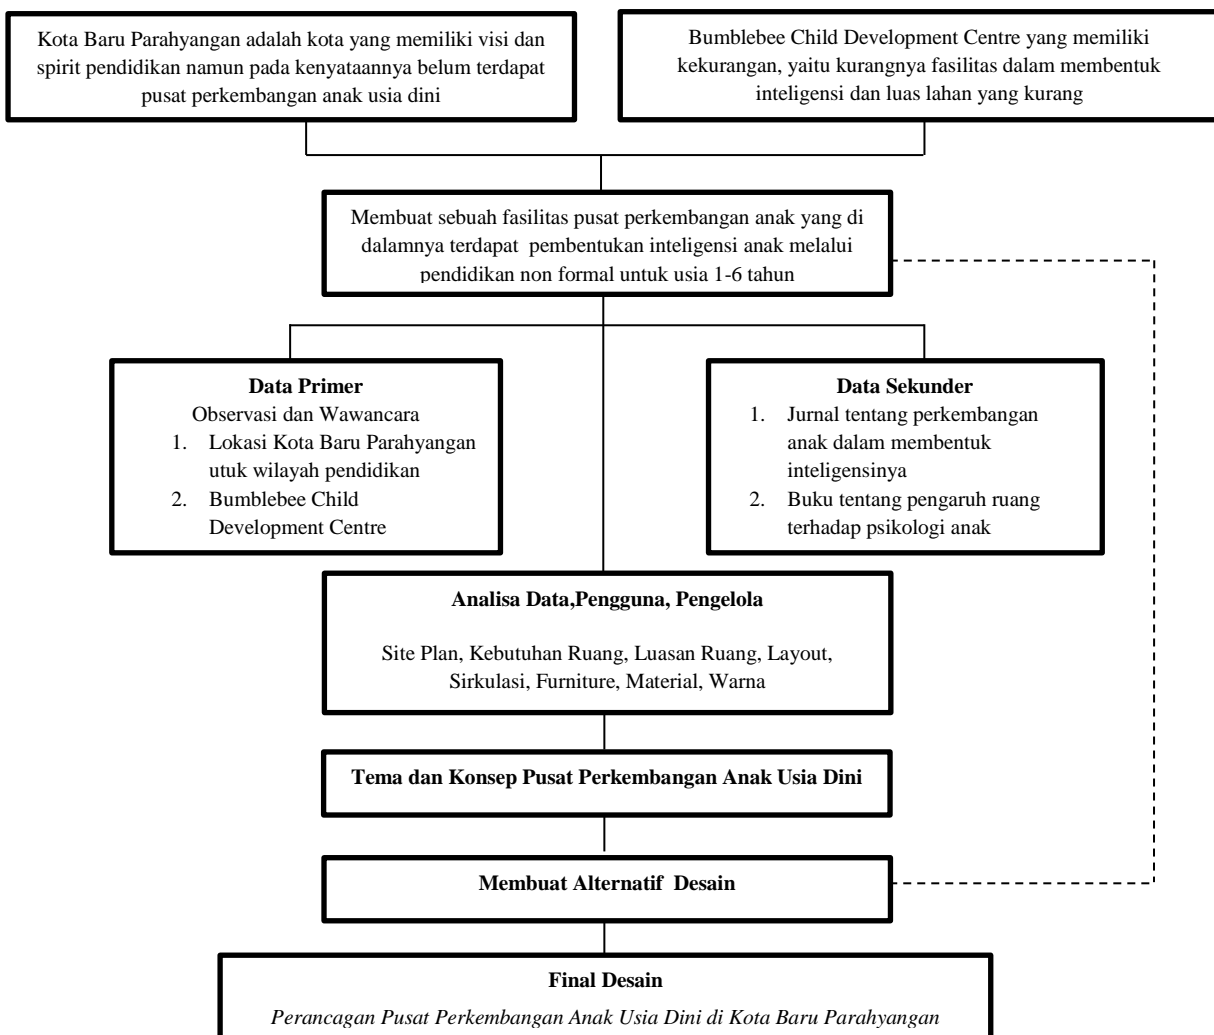 Kota Baru Parahyangan adalah kota yang memiliki visi dan
spirit pendidikan namun pada kenyataannya belum terdapat
pusat perkembangan anak usia dini
Bumblebee Child Development Centre yang memiliki
kekurangan, yaitu kurangnya fasilitas dalam membentuk
inteligensi dan luas lahan yang kurang
Membuat sebuah fasilitas pusat perkembangan anak yang di
dalamnya terdapat pembentukan inteligensi anak melalui
pendidikan non formal untuk usia 1-6 tahun
Data Primer
Observasi dan Wawancara
1. Lokasi Kota Baru Parahyangan
utuk wilayah pendidikan
2. Bumblebee Child
Development Centre
Data Sekunder
1. Jurnal tentang perkembangan
anak dalam membentuk
inteligensinya
2. Buku tentang pengaruh ruang
terhadap psikologi anak
Analisa Data,Pengguna, Pengelola
Site Plan, Kebutuhan Ruang, Luasan Ruang, Layout,
Sirkulasi, Furniture, Material, Warna
Tema dan Konsep Pusat Perkembangan Anak Usia Dini
Membuat Alternatif Desain
Final Desain
Perancagan Pusat Perkembangan Anak Usia Dini di Kota Baru Parahyangan